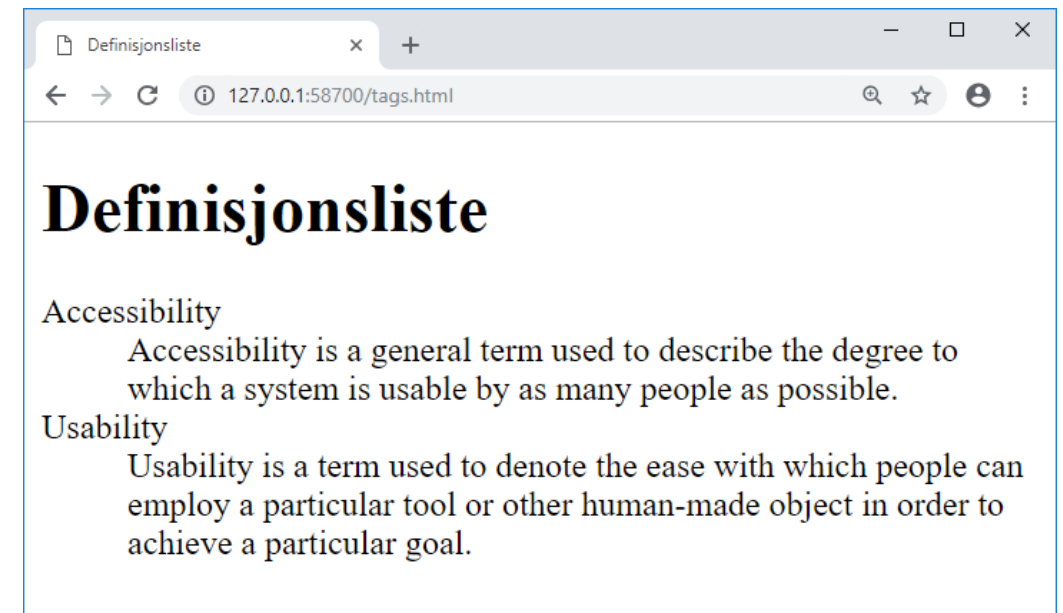 Definisjonsliste
127.0.0.1:58700/tags.html
Definisjonsliste
Accessibility
Accessibility is a general term used to describe the degree to
which a system is usable by as many people as possible.
Usability
Usability is a term used to denote the ease with which people can
employ a particular tool or other human-made object in order to
achieve a particular goal.